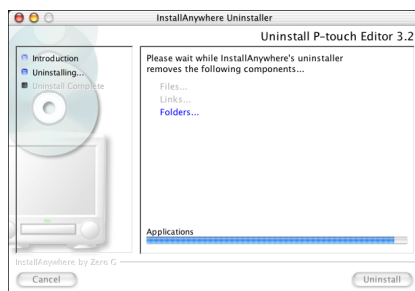 InstallAnywhere Uninstaller
Uninstall P-touch Editor 3.2
Introduction
Uninstalling...
Uninstall Complete
Please wait while InstallAnywhere's uninstaller
removes the following components...
Files...
Links...
Folders...
Applications
InstallAnywhere by Zero G
Cancel
Uninstall